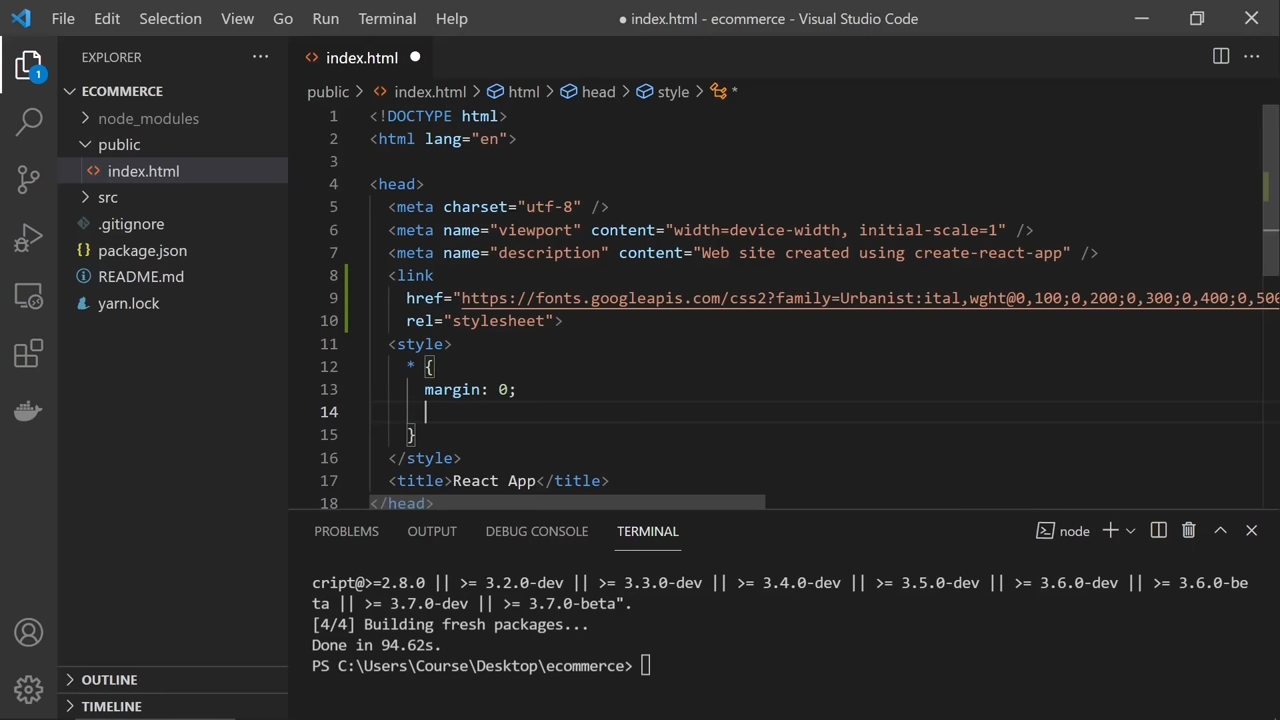 File Edit Selection View Go Run Terminal Help
● index.html - ecommerce - Visual Studio Code
1
EXPLORER
ECOMMERCE
node_modules
public
index.html
src
.gitignore
package.json
README.md
yarn.lock
OUTLINE
TIMELINE
index.html
public > index.html > html > head > style > *
1 <!DOCTYPE html>
2 <html lang="en">
3
4 <head>
5 <meta charset="utf-8" />
6 <meta name="viewport" content="width=device-width, initial-scale=1" />
7 <meta name="description" content="Web site created using create-react-app" />
8 <link
9 href="https://fonts.googleapis.com/css2?family=Urbanist:ital,wght@0,100;0,200;0,300;0,400;0,500
10 rel="stylesheet">
11 <style>
12 * {
13 margin: 0;
14
15 }
16 </style>
17 <title>React App</title>
18 </head>
PROBLEMS OUTPUT DEBUG CONSOLE TERMINAL
node
cript@>=2.8.0 || >= 3.2.0-dev || >= 3.3.0-dev || >= 3.4.0-dev || >= 3.5.0-dev || >= 3.6.0-dev || >= 3.6.0-be
ta || >= 3.7.0-dev || >= 3.7.0-beta".
[4/4] Building fresh packages...
Done in 94.62s.
PS C:\Users\Course\Desktop\ecommerce>